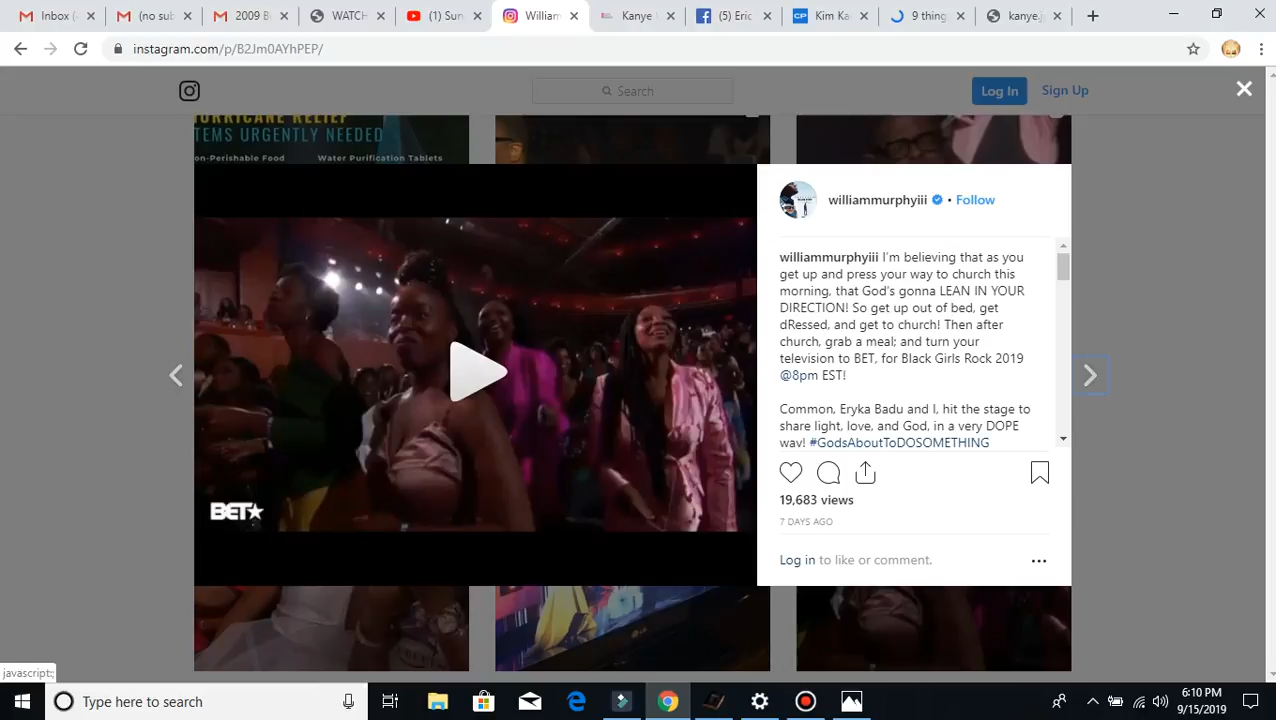 Inbox (
(no sub
2009 B
WATCH
(1) Sun
William
Kanye
(5) Eric
Kim Ka
9 thing
kanye.j
instagram.com/p/B2Jm0AYhPEP/
Search
Log In
Sign Up
HURRICANE RELIEF
TEMS URGENTLY NEEDED
on-Perishable Food
Water Purification Tablets
williammurphyiii • Follow
williammurphyiii I'm believing that as you
get up and press your way to church this
morning, that God's gonna LEAN IN YOUR
DIRECTION! So get up out of bed, get
dRessed, and get to church! Then after
church, grab a meal; and turn your
television to BET, for Black Girls Rock 2019
@8pm EST!
Common, Eryka Badu and I, hit the stage to
share light, love, and God, in a very DOPE
way! #GodsAboutToDOSOMETHING
BET
19,683 views
7 DAYS AGO
Log in to like or comment.
LG
javascript:;
Type here to search
:10 PM
9/15/2019